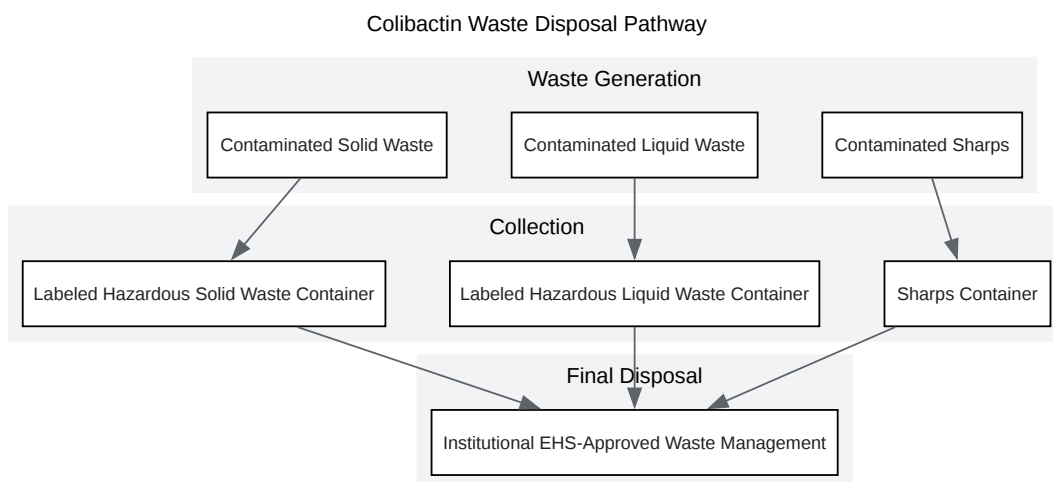 Colibactin Waste Disposal Pathway
Waste Generation
Contaminated Solid Waste
Contaminated Liquid Waste
Contaminated Sharps
Collection
Labeled Hazardous Solid Waste Container
Labeled Hazardous Liquid Waste Container
Sharps Container
Final Disposal
Institutional EHS-Approved Waste Management